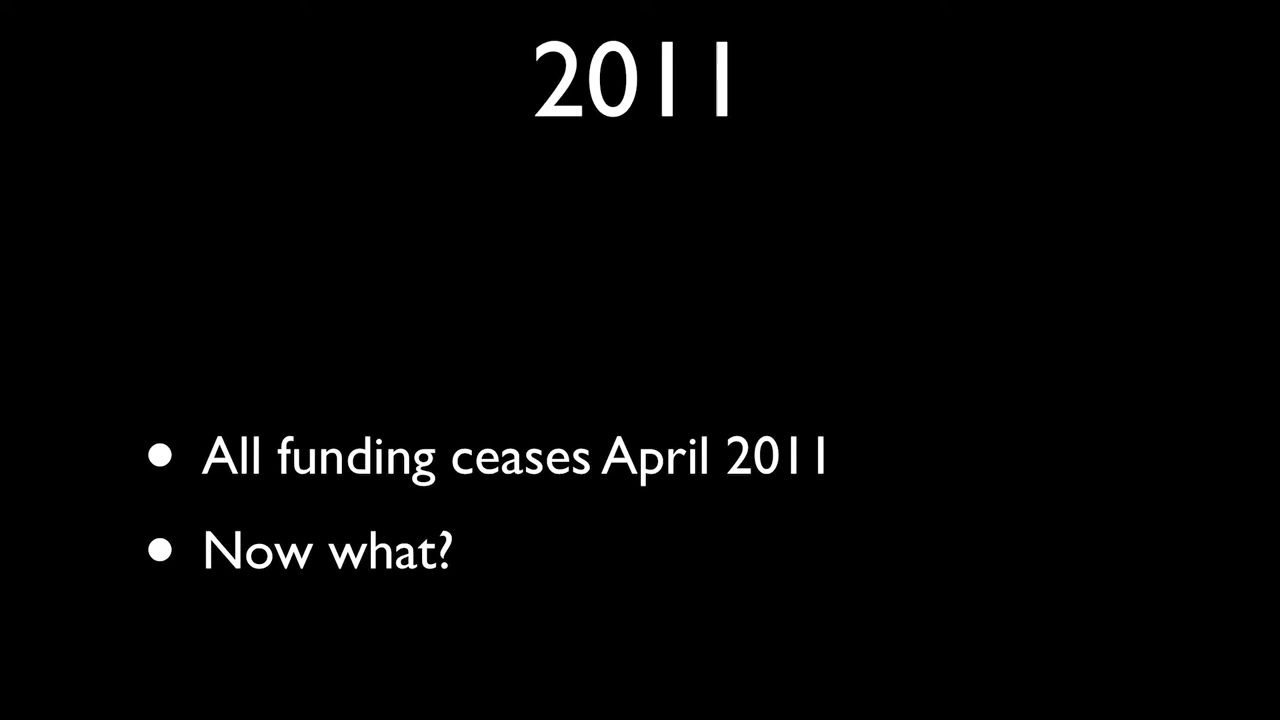 2011
• All funding ceases April 2011
• Now what?